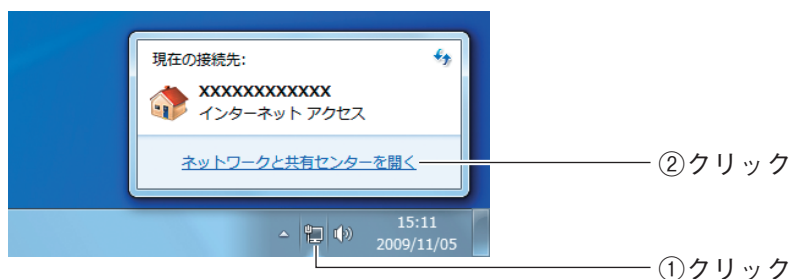 現在の接続先:
XXXXXXXXXXXX
インターネット アクセス
ネットワークと共有センターを開く
②クリック
15:11
2009/11/05
①クリック